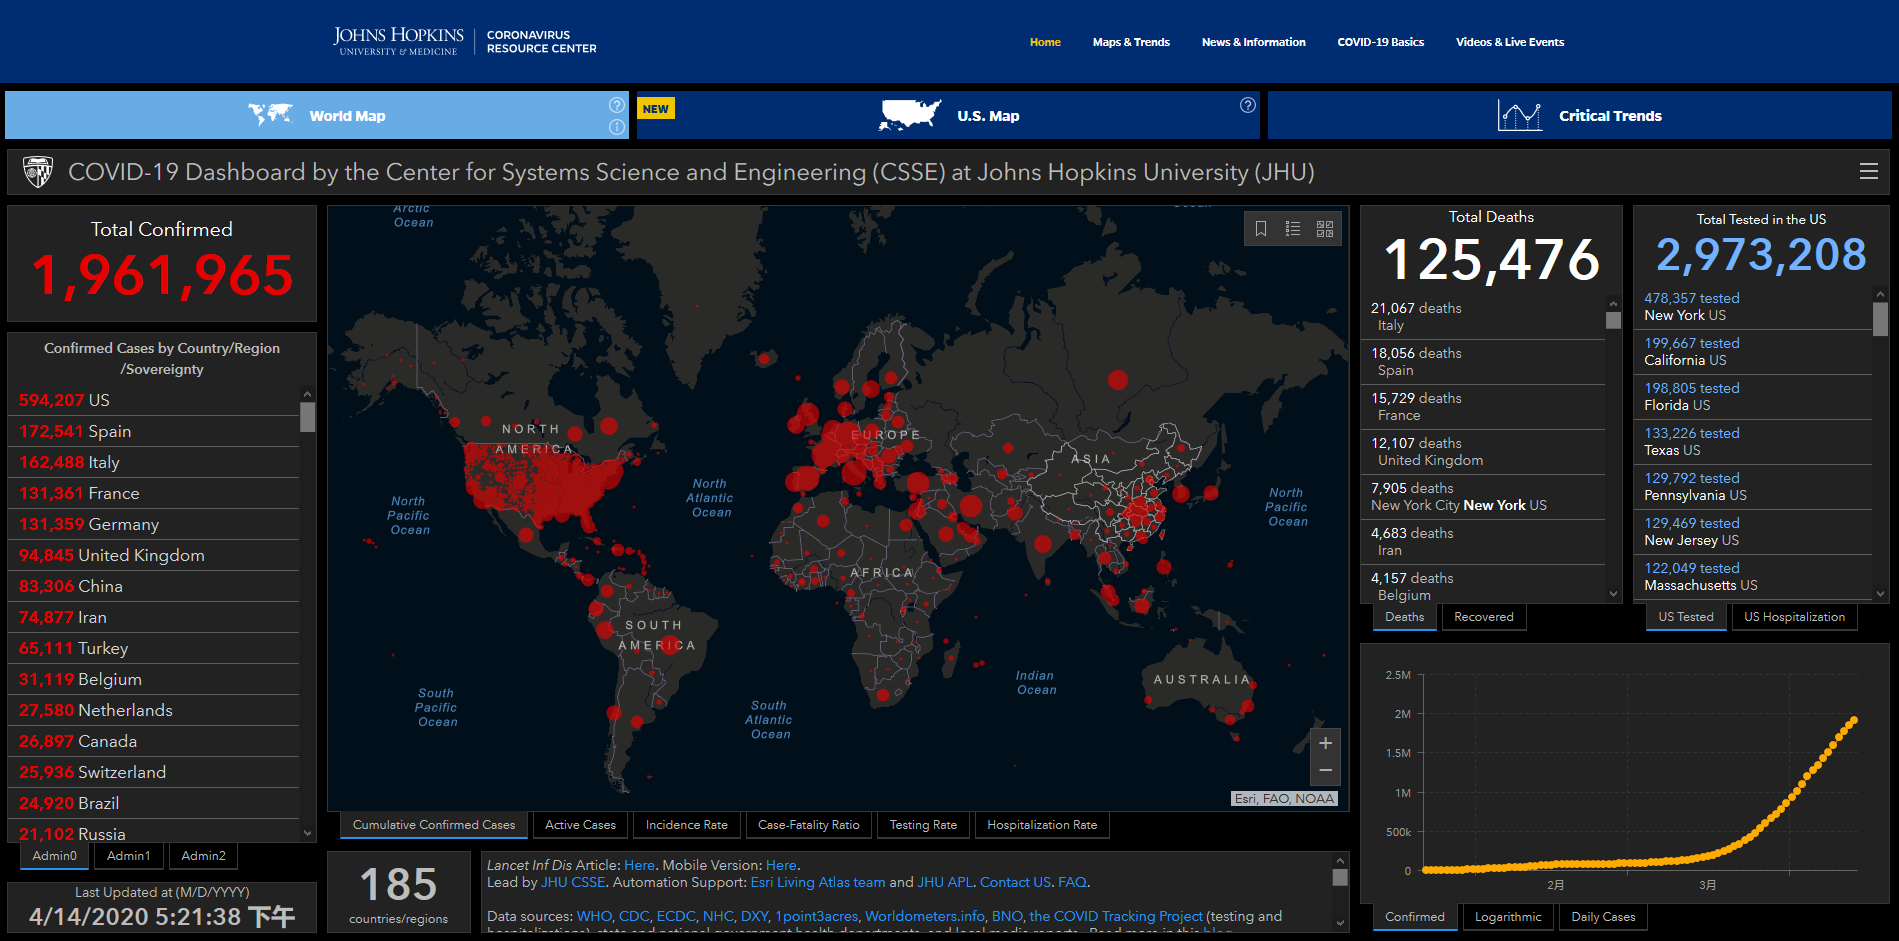 JOHNS HOPKINS
UNIVERSITY & MEDICINE
CORONAVIRUS
RESOURCE CENTER
Home
Maps & Trends
News & Information
COVID-19 Basics
Videos & Live Events
World Map
NEW
U.S. Map
Critical Trends
COVID-19 Dashboard by the Center for Systems Science and Engineering (CSSE) at Johns Hopkins University (JHU)
Total Confirmed
1,961,965
Confirmed Cases by Country/Region
/Sovereignty
594,207 US
172,541 Spain
162,488 Italy
131,361 France
131,359 Germany
94,845 United Kingdom
83,306 China
74,877 Iran
65,111 Turkey
31,119 Belgium
27,580 Netherlands
26,897 Canada
25,936 Switzerland
24,920 Brazil
21,102 Russia
Admin0
Admin1
Admin2
Last Updated at (M/D/YYYY)
4/14/2020 5:21:38 下午
Arctic
Ocean
NORTH
AMERICA
EUROPE
ASIA
North
Pacific
Ocean
North
Atlantic
Ocean
North
Pacific
Ocean
AFRICA
SOUTH
AMERICA
Indian
Ocean
AUSTRALIA
South
Pacific
Ocean
South
Atlantic
Ocean
+
−
Esri, FAO, NOAA
Cumulative Confirmed Cases
Active Cases
Incidence Rate
Case-Fatality Ratio
Testing Rate
Hospitalization Rate
185
countries/regions
Lancet Inf Dis Article: Here. Mobile Version: Here.
Lead by JHU CSSE. Automation Support: Esri Living Atlas team and JHU APL. Contact US. FAQ.
Data sources: WHO, CDC, ECDC, NHC, DXY, 1point3acres, Worldometers.info, BNO, the COVID Tracking Project (testing and
hospitalizations), state and national government health departments, and local media reports. Read more in this blog.
Total Deaths
125,476
21,067 deaths
Italy
18,056 deaths
Spain
15,729 deaths
France
12,107 deaths
United Kingdom
7,905 deaths
New York City New York US
4,683 deaths
Iran
4,157 deaths
Belgium
Deaths
Recovered
Total Tested in the US
2,973,208
478,357 tested
New York US
199,667 tested
California US
198,805 tested
Florida US
133,226 tested
Texas US
129,792 tested
Pennsylvania US
129,469 tested
New Jersey US
122,049 tested
Massachusetts US
US Tested
US Hospitalization
2.5M
2M
1.5M
1M
500k
0
2月
3月
Confirmed
Logarithmic
Daily Cases